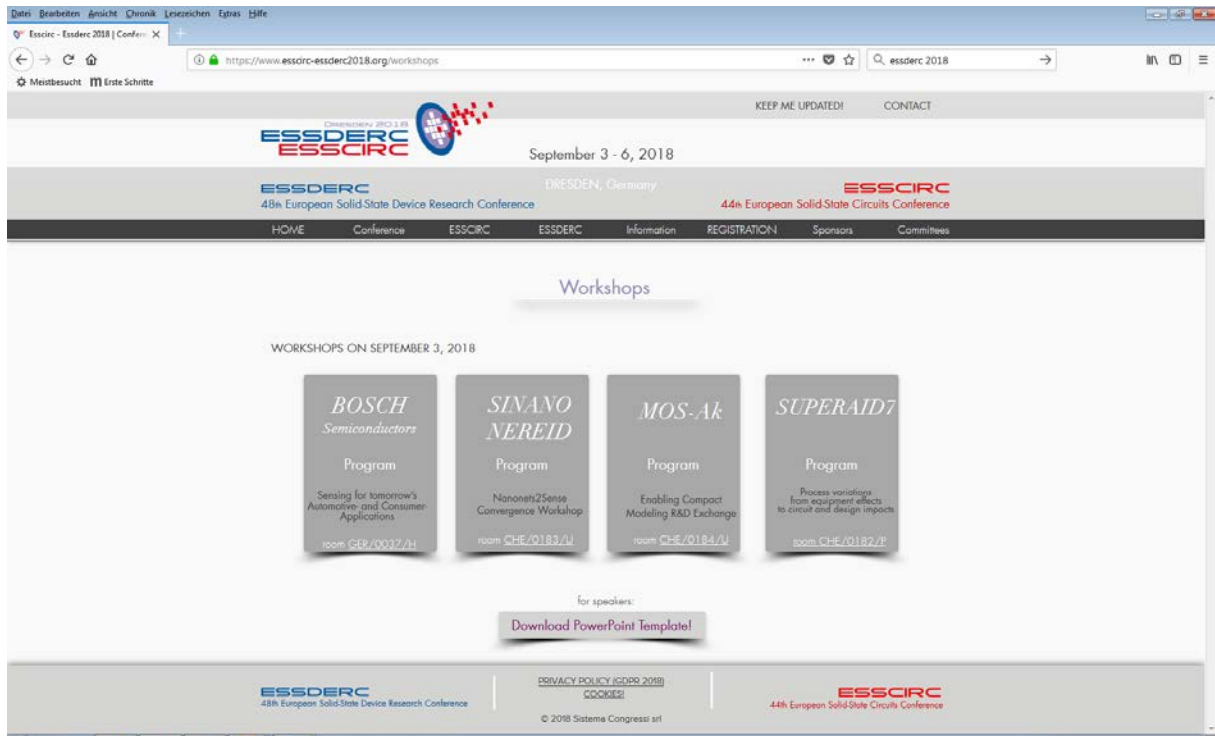 Datei Bearbeiten Ansicht Chronik Lesezeichen Extras Hilfe
Esscirc - Essderc 2018 | Confere
https://www.esscirc-essderc2018.org/workshops
essderc 2018
Meistbesucht Erste Schritte
KEEP ME UPDATED! CONTACT
DRESDEN 2018
ESSDERC
ESSCIRC
September 3 - 6, 2018
DRESDEN, Germany
ESSDERC
48th European Solid-State Device Research Conference
ESSCIRC
44th European Solid-State Circuits Conference
HOME Conference ESSCIRC ESSDERC Information REGISTRATION Sponsors Committees
Workshops
WORKSHOPS ON SEPTEMBER 3, 2018
BOSCH
Semiconductors
Program
Sensing for tomorrow's
Automotive- and Consumer-
Applications
room GER/0037/H
SINANO
NEREID
Program
Nanonets2Sense
Convergence Workshop
room CHE/0183/U
MOS-Ak
Program
Enabling Compact
Modeling R&D Exchange
room CHE/0184/U
SUPERAID7
Program
Process variations
from equipment effects
to circuit and design impacts
room CHE/0182/P
for speakers:
Download PowerPoint Template!
ESSDERC
48th European Solid-State Device Research Conference
PRIVACY POLICY (GDPR 2018)
COOKIES!
© 2018 Sistema Congressi srl
ESSCIRC
44th European Solid-State Circuits Conference